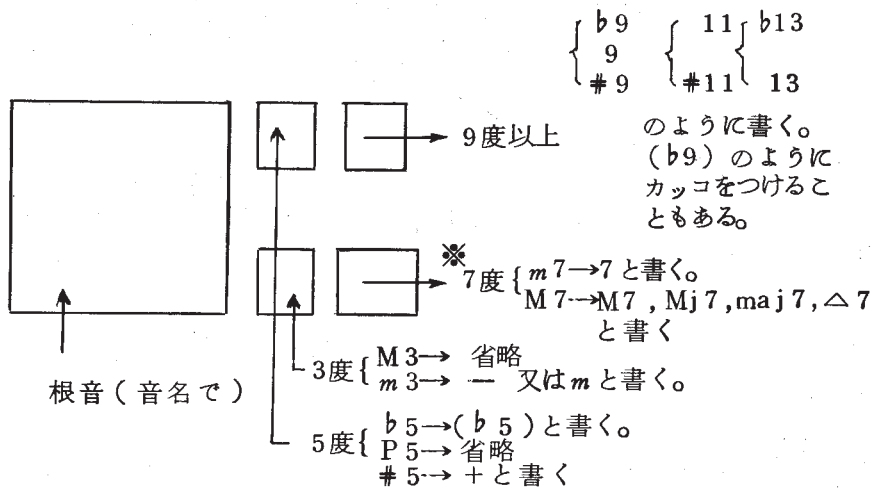 ♭9 11 ♭13
9
#9 #11 13
9度以上
のように書く。
(♭9)のように
カッコをつけるこ
ともある。
※
7度{m7→7と書く。
M7→M7,Mj7,maj7,△7
と書く
3度{M3→ 省略
m3→ ー 又はmと書く。
根音(音名で)
5度{♭5→(♭5)と書く。
P5→省略
#5→+と書く